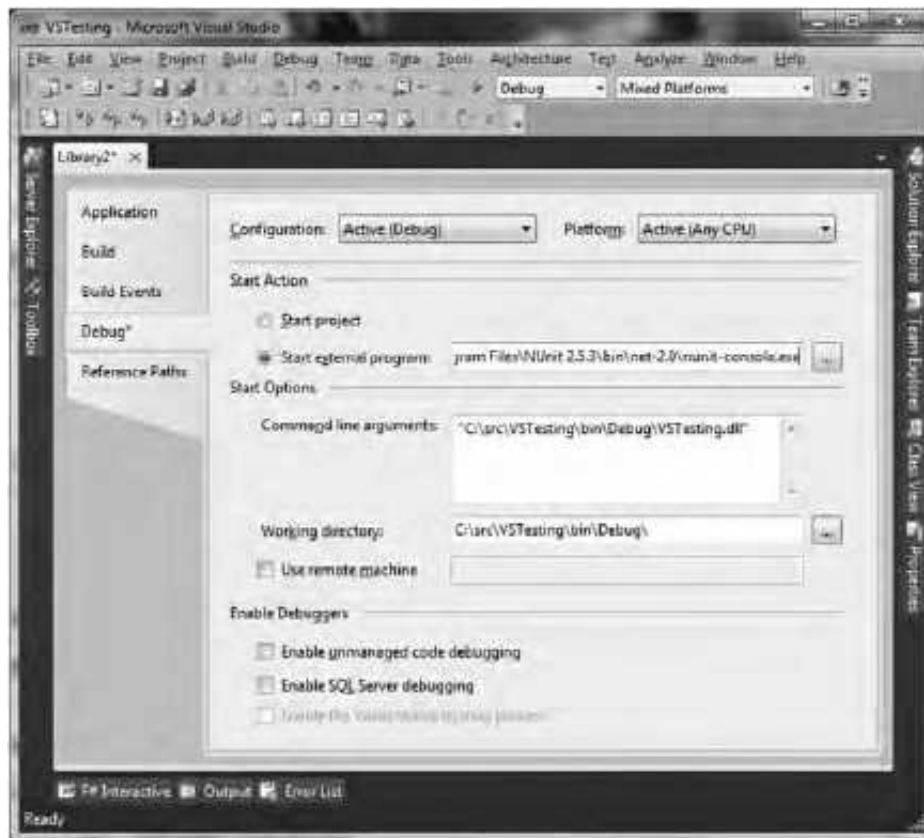 VSTesting - Microsoft Visual Studio
File Edit View Project Build Debug Team Data Tools Architecture Test Analyze Window Help
Debug Mixed Platforms
Library2* ×
Server Explorer
Toolbox
Application
Build
Build Events
Debug*
Reference Paths
Configuration: Active (Debug) Platform: Active (Any CPU)
Start Action
Start project
Start external program: gram Files\NUnit 2.5.3\bin\net-2.0\nunit-console.exe ...
Start Options
Command line arguments: "C:\src\VSTesting\bin\Debug\VSTesting.dll"
Working directory: C:\src\VSTesting\bin\Debug\ ...
Use remote machine
Enable Debuggers
Enable unmanaged code debugging
Enable SQL Server debugging
Solution Explorer
Team Explorer
Class View
Properties
F# Interactive Output Error List
Ready